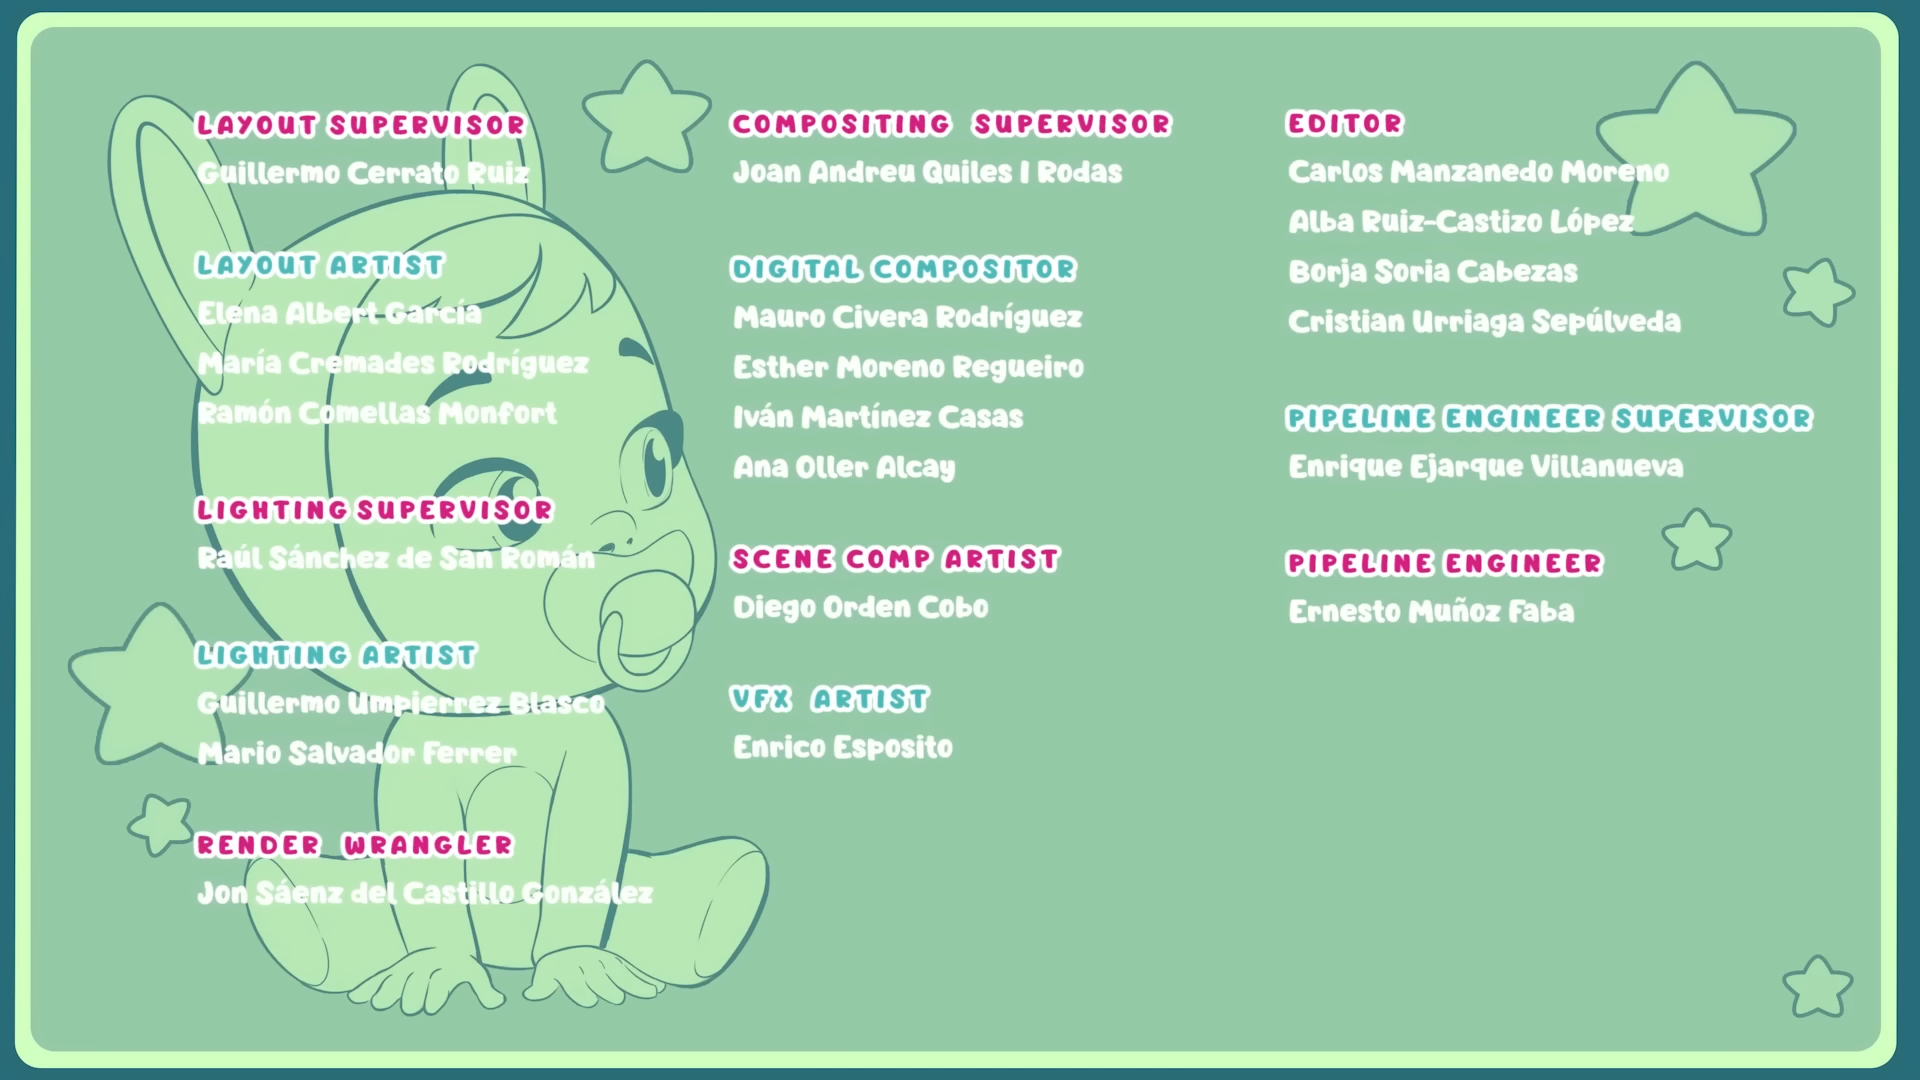 LAYOUT SUPERVISOR
Guillermo Cerrato Ruiz
LAYOUT ARTIST
Elena Albert García
María Cremades Rodríguez
Ramón Comellas Monfort
LIGHTING SUPERVISOR
Raúl Sánchez de San Román
LIGHTING ARTIST
Guillermo Umpierrez Blasco
Mario Salvador Ferrer
RENDER WRANGLER
Jon Sáenz del Castillo González
COMPOSITING SUPERVISOR
Joan Andreu Quiles I Rodas
DIGITAL COMPOSITOR
Mauro Civera Rodríguez
Esther Moreno Regueiro
Iván Martínez Casas
Ana Oller Alcay
SCENE COMP ARTIST
Diego Orden Cobo
VFX ARTIST
Enrico Esposito
EDITOR
Carlos Manzanedo Moreno
Alba Ruiz-Castizo López
Borja Soria Cabezas
Cristian Urriaga Sepúlveda
PIPELINE ENGINEER SUPERVISOR
Enrique Ejarque Villanueva
PIPELINE ENGINEER
Ernesto Muñoz Faba